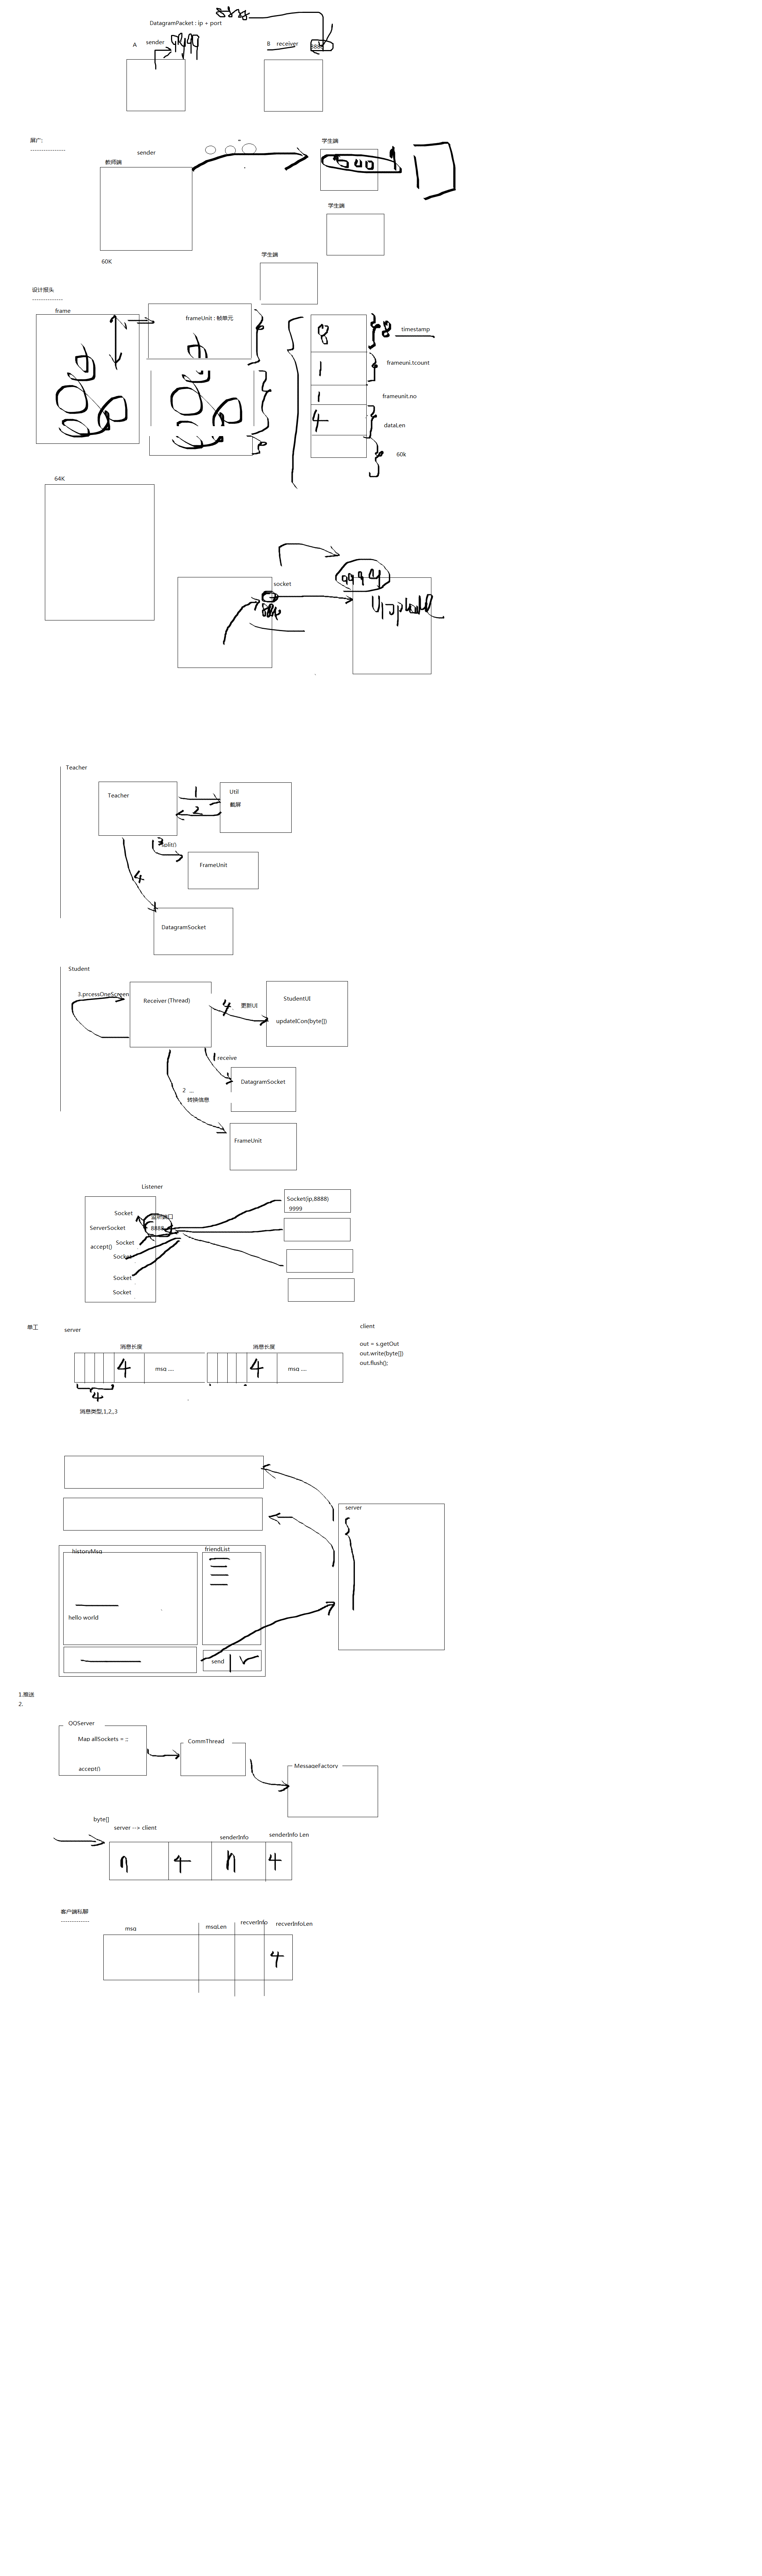 8888
DatagramPacket : ip + port
A
sender
9999
B
receiver
8888
屏广:
----------------
sender
教师端
学生端
5000
学生端
60K
学生端
设计报头
--------------
frame
frameUnit : 帧单元
8
8
timestamp
1
frameuni.tcount
1
frameunit.no
4
dataLen
60k
64K
socket
9999
Teacher
Teacher
1
2
Util
截屏
3
split()
FrameUnit
4
DatagramSocket
Student
3.prcessOneScreen
Receiver (Thread)
4
更新UI
StudentUI
updateICon(byte[])
1
receive
DatagramSocket
2 ...
转换信息
FrameUnit
Listener
Socket
ServerSocket
8888
accept()
Socket
Socket
Socket
Socket
Socket(ip,8888)
9999
单工
server
client
消息长度
消息长度
out = s.getOut
out.write(byte[])
out.flush();
4
msg ....
4
msg ....
4
消息类型,1,2,,3
server
historyMsg
friendList
hello world
send
1.推送
2.
QQServer
Map allSockets = ;;
accept()
CommThread
MessageFactory
byte[]
server --> client
senderInfo
senderInfo Len
n
4
n
4
客户端私聊
-------------
msg
msgLen
recverInfo
recverInfoLen
4